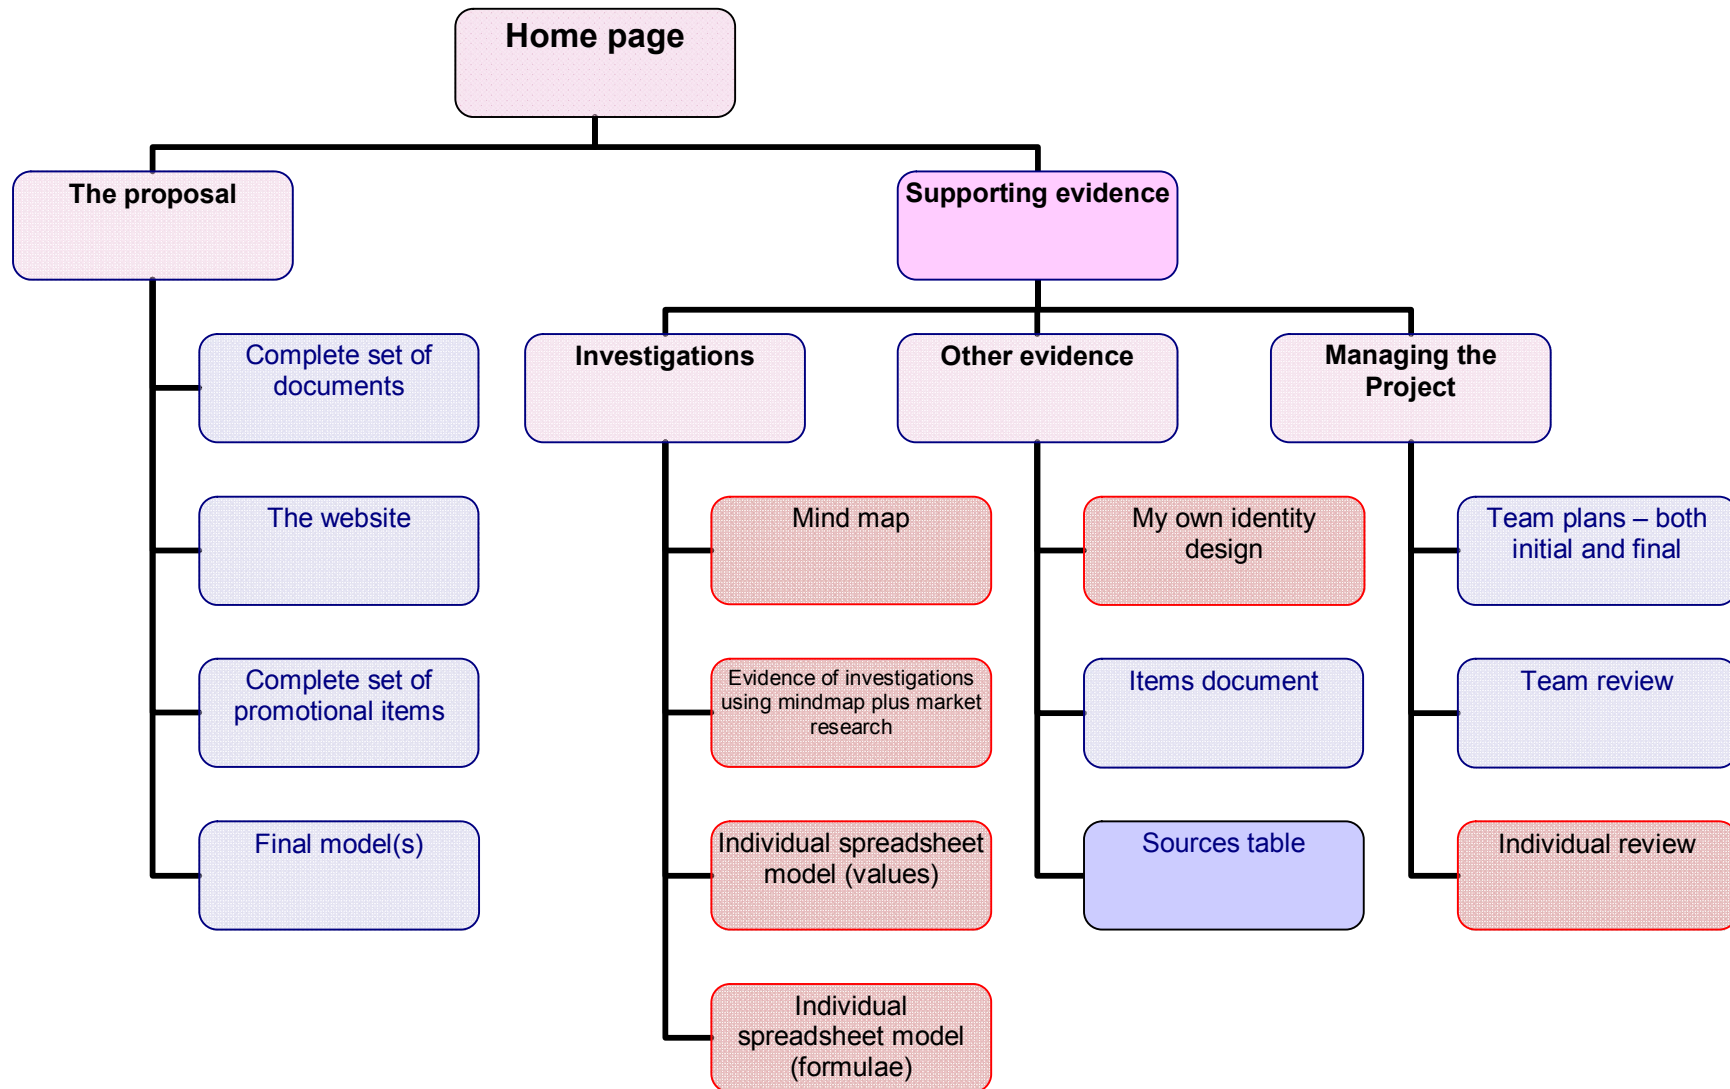 Home page
The proposal
Supporting evidence
Complete set of
documents
The website
Complete set of
promotional items
Final model(s)
Investigations
Mind map
Evidence of investigations
using mindmap plus market
research
Individual spreadsheet
model (values)
Individual
spreadsheet model
(formulae)
Other evidence
My own identity
design
Items document
Sources table
Managing the
Project
Team plans – both
initial and final
Team review
Individual review